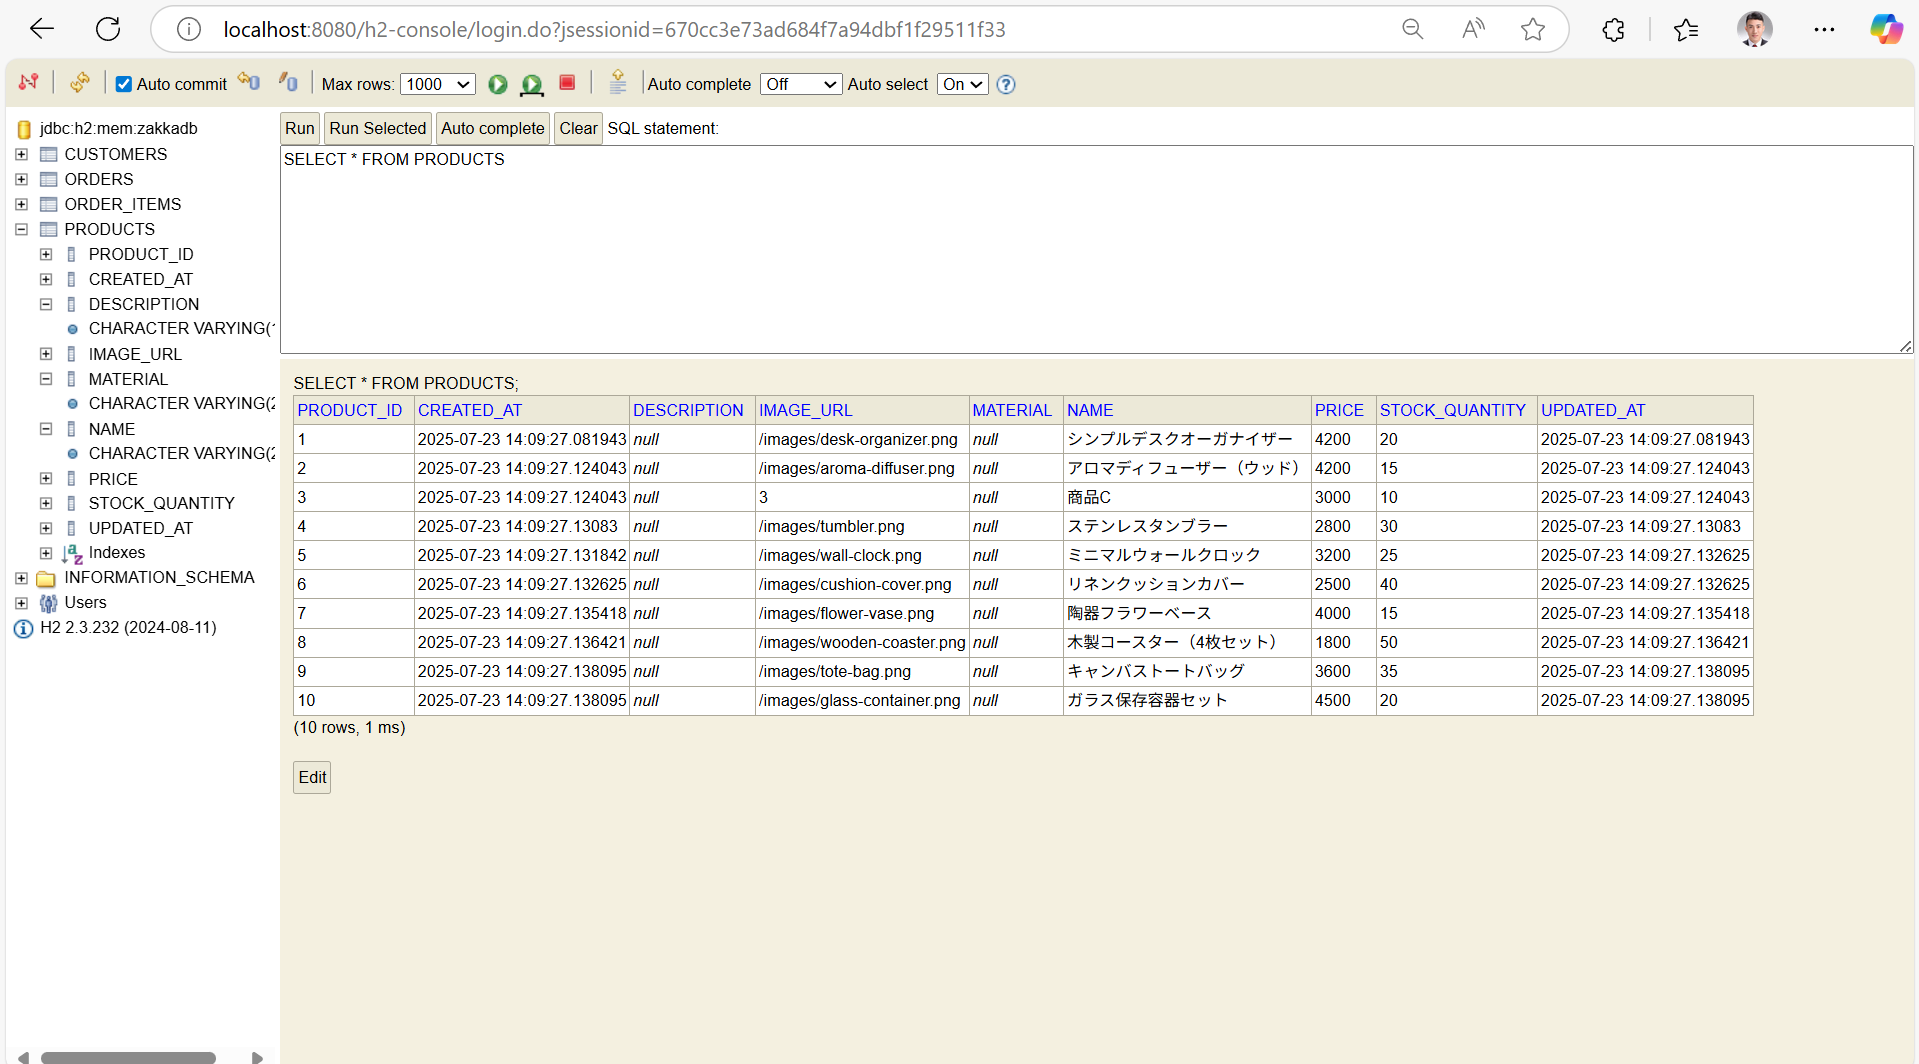 localhost:8080/h2-console/login.do?jsessionid=670cc3e73ad684f7a94dbf1f29511f33
Auto commit Max rows: 1000 Auto complete Off Auto select On
jdbc:h2:mem:zakkadb
CUSTOMERS
ORDERS
ORDER_ITEMS
PRODUCTS
PRODUCT_ID
CREATED_AT
DESCRIPTION
CHARACTER VARYING(
IMAGE_URL
MATERIAL
CHARACTER VARYING(2
NAME
CHARACTER VARYING(2
PRICE
STOCK_QUANTITY
UPDATED_AT
Indexes
INFORMATION_SCHEMA
Users
H2 2.3.232 (2024-08-11)
Run Run Selected Auto complete Clear SQL statement:
SELECT * FROM PRODUCTS
SELECT * FROM PRODUCTS;
PRODUCT_ID CREATED_AT DESCRIPTION IMAGE_URL MATERIAL NAME PRICE STOCK_QUANTITY UPDATED_AT
1 2025-07-23 14:09:27.081943 null /images/desk-organizer.png null シンプルデスクオーガナイザー 4200 20 2025-07-23 14:09:27.081943
2 2025-07-23 14:09:27.124043 null /images/aroma-diffuser.png null アロマディフューザー（ウッド） 4200 15 2025-07-23 14:09:27.124043
3 2025-07-23 14:09:27.124043 null 3 null 商品C 3000 10 2025-07-23 14:09:27.124043
4 2025-07-23 14:09:27.13083 null /images/tumbler.png null ステンレスタンブラー 2800 30 2025-07-23 14:09:27.13083
5 2025-07-23 14:09:27.131842 null /images/wall-clock.png null ミニマルウォールクロック 3200 25 2025-07-23 14:09:27.132625
6 2025-07-23 14:09:27.132625 null /images/cushion-cover.png null リネンクッションカバー 2500 40 2025-07-23 14:09:27.132625
7 2025-07-23 14:09:27.135418 null /images/flower-vase.png null 陶器フラワーベース 4000 15 2025-07-23 14:09:27.135418
8 2025-07-23 14:09:27.136421 null /images/wooden-coaster.png null 木製コースター（4枚セット） 1800 50 2025-07-23 14:09:27.136421
9 2025-07-23 14:09:27.138095 null /images/tote-bag.png null キャンバストートバッグ 3600 35 2025-07-23 14:09:27.138095
10 2025-07-23 14:09:27.138095 null /images/glass-container.png null ガラス保存容器セット 4500 20 2025-07-23 14:09:27.138095
(10 rows, 1 ms)
Edit